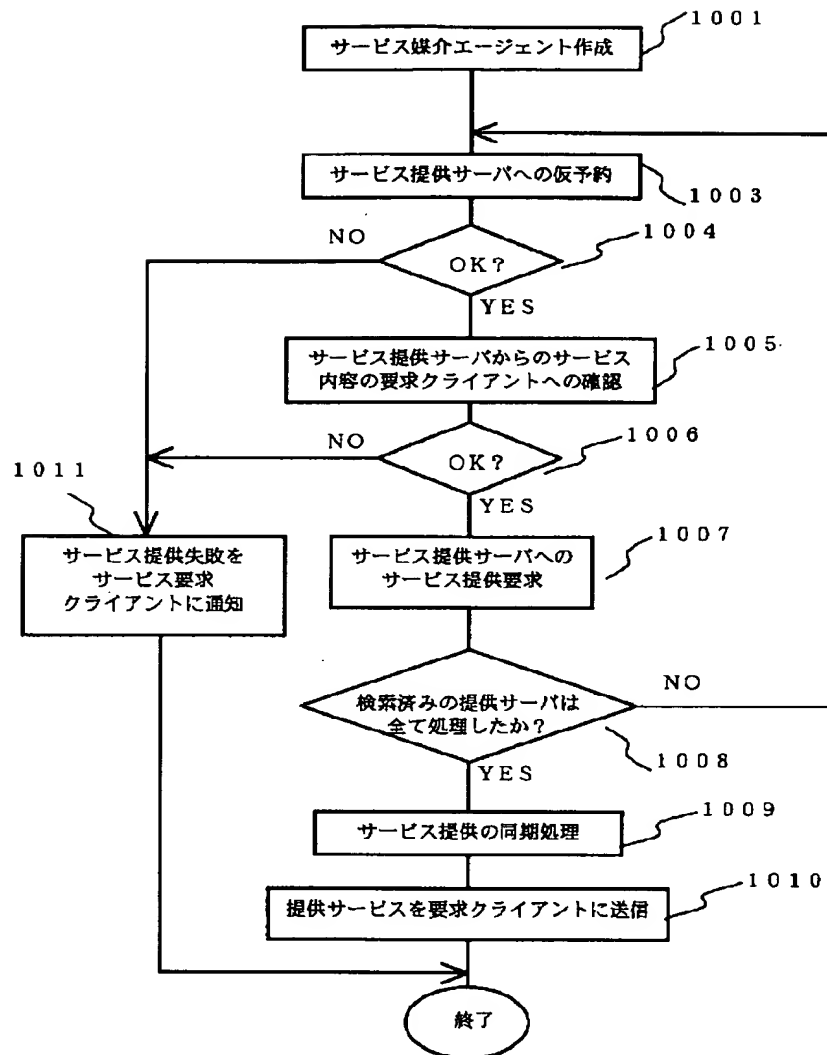 １００１
サービス媒介エージェント作成
サービス提供サーバへの仮予約
１００３
NO
１００４
OK？
YES
サービス提供サーバからのサービス
内容の要求クライアントへの確認
１００５
NO
１００６
OK？
YES
１０１１
サービス提供失敗を
サービス要求
クライアントに通知
サービス提供サーバへの
サービス提供要求
１００７
検索済みの提供サーバは
全て処理したか？
NO
１００８
YES
サービス提供の同期処理
１００９
提供サービスを要求クライアントに送信
１０１０
終了